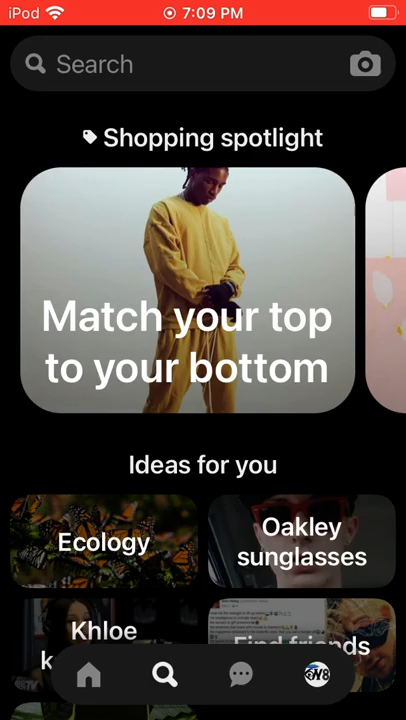 iPod 7:09 PM
Search
Shopping spotlight
Match your top
to your bottom
Ideas for you
Ecology
Oakley
sunglasses
Khloe
Find friends